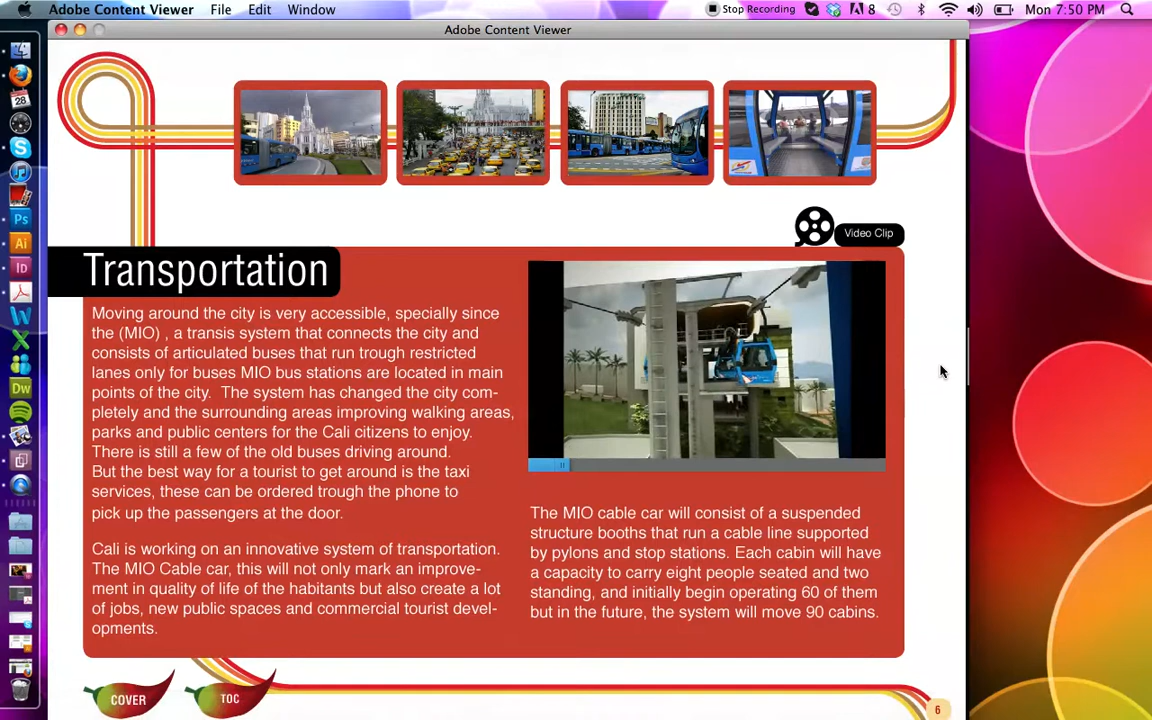 Adobe Content Viewer File Edit Window Stop Recording 8 Mon 7:50 PM
Adobe Content Viewer
Video Clip
Transportation
Moving around the city is very accessible, specially since
the (MIO) , a transis system that connects the city and
consists of articulated buses that run trough restricted
lanes only for buses MIO bus stations are located in main
points of the city. The system has changed the city com-
pletely and the surrounding areas improving walking areas,
parks and public centers for the Cali citizens to enjoy.
There is still a few of the old buses driving around.
But the best way for a tourist to get around is the taxi
services, these can be ordered trough the phone to
pick up the passengers at the door.
Cali is working on an innovative system of transportation.
The MIO Cable car, this will not only mark an improve-
ment in quality of life of the habitants but also create a lot
of jobs, new public spaces and commercial tourist devel-
opments.
The MIO cable car will consist of a suspended
structure booths that run a cable line supported
by pylons and stop stations. Each cabin will have
a capacity to carry eight people seated and two
standing, and initially begin operating 60 of them
but in the future, the system will move 90 cabins.
COVER
TOC
6
28
Ps
Ai
Id
Dw